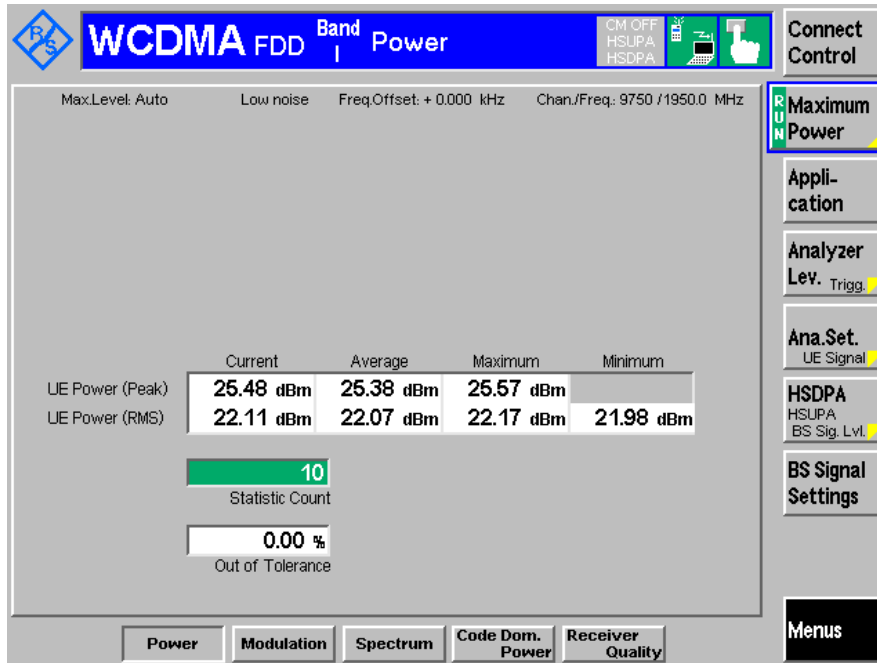 R/S
WCDMA FDD Band I Power
CM OFF
HSUPA
HSDPA
Connect
Control
Max.Level: Auto Low noise Freq.Offset: + 0.000 kHz Chan./Freq.: 9750 /1950.0 MHz
RUN
Maximum
Power
Appli-
cation
Analyzer
Lev. Trigg.
Ana.Set.
UE Signal
Current Average Maximum Minimum
UE Power (Peak) 25.48 dBm 25.38 dBm 25.57 dBm
UE Power (RMS) 22.11 dBm 22.07 dBm 22.17 dBm 21.98 dBm
HSDPA
HSUPA
BS Sig. Lvl.
10
Statistic Count
BS Signal
Settings
0.00 %
Out of Tolerance
Power Modulation Spectrum Code Dom. Power Receiver Quality
Menus